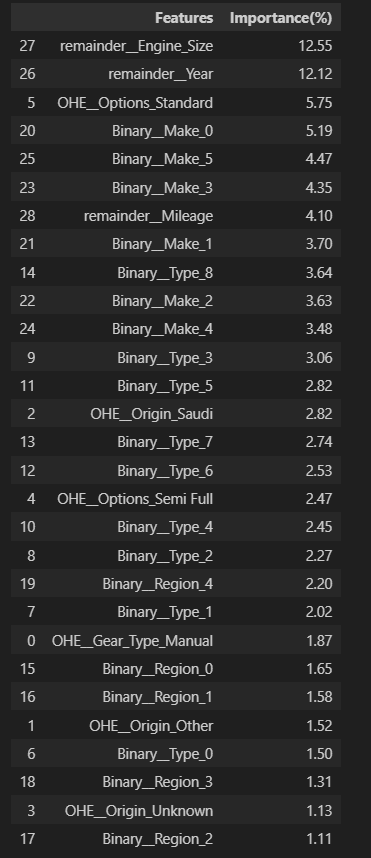 Features Importance(%)
27 remainder__Engine_Size 12.55
26 remainder__Year 12.12
5 OHE__Options_Standard 5.75
20 Binary__Make_0 5.19
25 Binary__Make_5 4.47
23 Binary__Make_3 4.35
28 remainder__Mileage 4.10
21 Binary__Make_1 3.70
14 Binary__Type_8 3.64
22 Binary__Make_2 3.63
24 Binary__Make_4 3.48
9 Binary__Type_3 3.06
11 Binary__Type_5 2.82
2 OHE__Origin_Saudi 2.82
13 Binary__Type_7 2.74
12 Binary__Type_6 2.53
4 OHE__Options_Semi Full 2.47
10 Binary__Type_4 2.45
8 Binary__Type_2 2.27
19 Binary__Region_4 2.20
7 Binary__Type_1 2.02
0 OHE__Gear_Type_Manual 1.87
15 Binary__Region_0 1.65
16 Binary__Region_1 1.58
1 OHE__Origin_Other 1.52
6 Binary__Type_0 1.50
18 Binary__Region_3 1.31
3 OHE__Origin_Unknown 1.13
17 Binary__Region_2 1.11